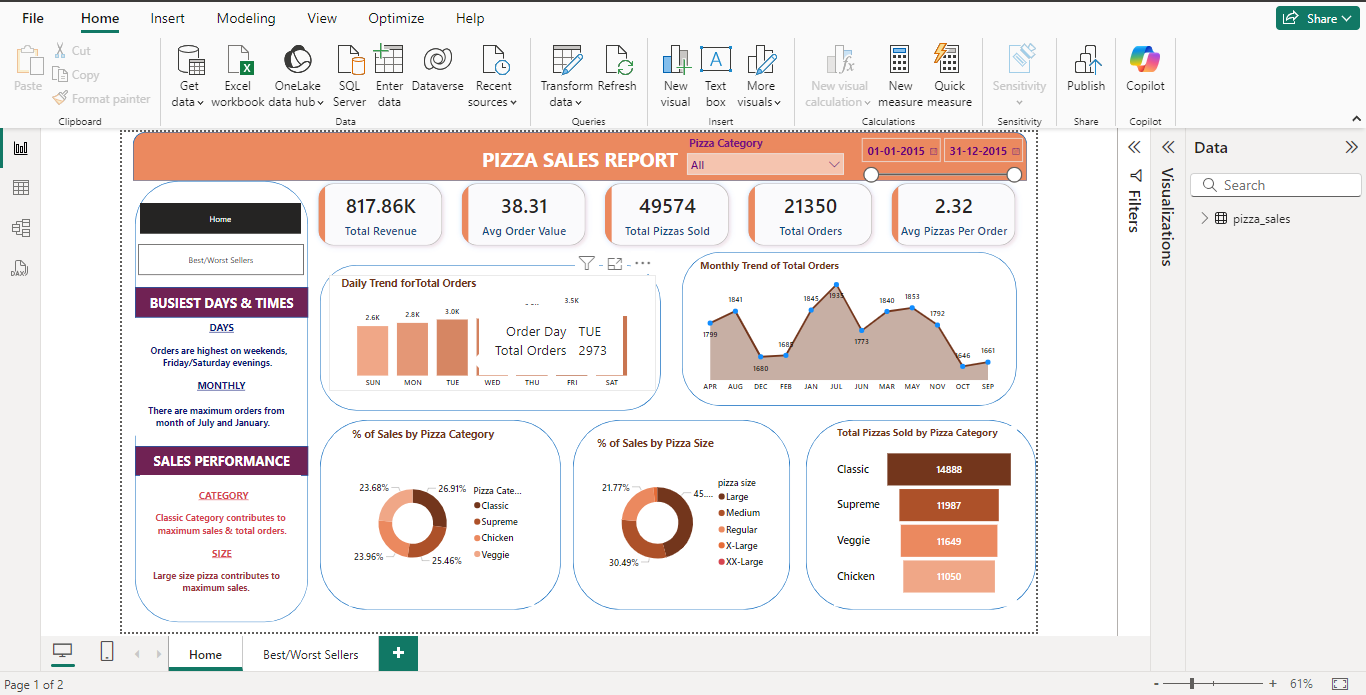 File Home Insert Modeling View Optimize Help
Share
Paste
Cut
Copy
Format painter
Clipboard
Get data
Excel workbook
OneLake data hub
SQL Server
Enter data
Dataverse
Recent sources
Data
Transform data
Refresh
Queries
New visual
Text box
More visuals
Insert
New visual calculation
New measure
Quick measure
Calculations
Sensitivity
Sensitivity
Publish
Share
Copilot
Copilot
PIZZA SALES REPORT
Pizza Category
All
01-01-2015
31-12-2015
Home
Best/Worst Sellers
BUSIEST DAYS & TIMES
DAYS
Orders are highest on weekends,
Friday/Saturday evenings.
MONTHLY
There are maximum orders from
month of July and January.
SALES PERFORMANCE
CATEGORY
Classic Category contributes to
maximum sales & total orders.
SIZE
Large size pizza contributes to
maximum sales.
817.86K
Total Revenue
38.31
Avg Order Value
49574
Total Pizzas Sold
21350
Total Orders
2.32
Avg Pizzas Per Order
Daily Trend forTotal Orders
2.6K 2.8K 3.0K 3.5K
Order Day TUE
Total Orders 2973
SUN MON TUE WED THU FRI SAT
Monthly Trend of Total Orders
1799 1841 1680 1685 1845 1935 1773 1840 1853 1792 1646 1661
APR AUG DEC FEB JAN JUL JUN MAR MAY NOV OCT SEP
% of Sales by Pizza Category
23.68%
26.91%
23.96%
25.46%
Pizza Cate...
Classic
Supreme
Chicken
Veggie
% of Sales by Pizza Size
21.77%
45....
30.49%
pizza size
Large
Medium
Regular
X-Large
XX-Large
Total Pizzas Sold by Pizza Category
Classic 14888
Supreme 11987
Veggie 11649
Chicken 11050
Filters
Visualizations
Data
Search
pizza_sales
DAX
Home
Best/Worst Sellers
+
Page 1 of 2
- + 61%